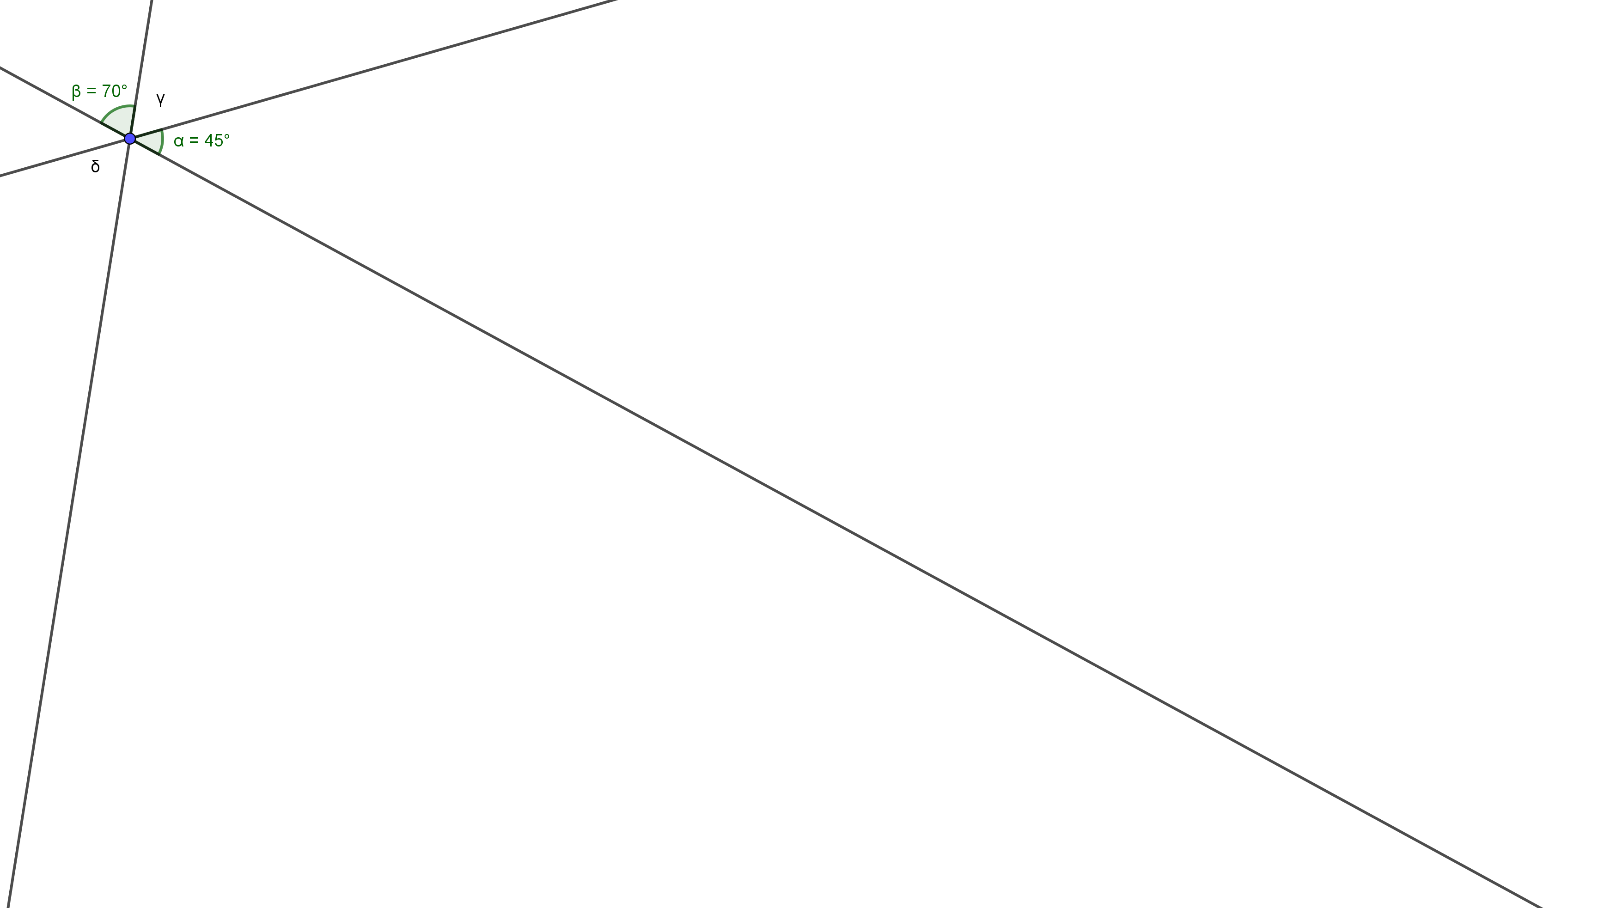 β = 70°
γ
α = 45°
δ